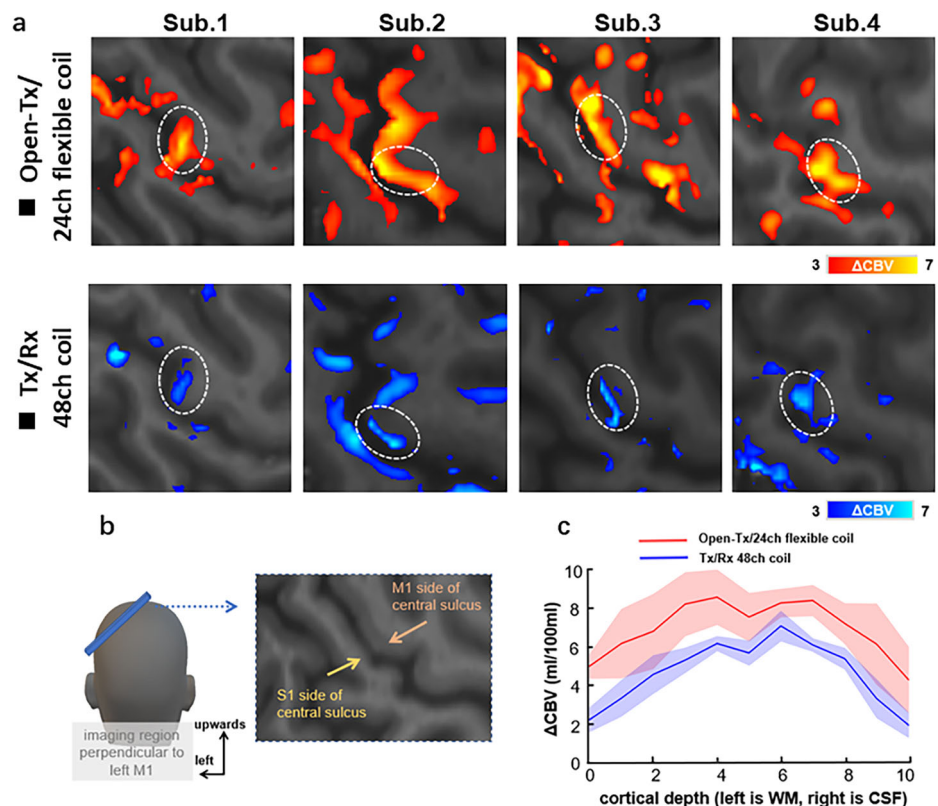 a
Sub.1 Sub.2 Sub.3 Sub.4
■ Open-Tx/
24ch flexible coil
3 ΔCBV 7
■ Tx/Rx
48ch coil
3 ΔCBV 7
b
M1 side of
central sulcus
S1 side of
central sulcus
imaging region
perpendicular to
left M1
upwards
left
c
Open-Tx/24ch flexible coil
Tx/Rx 48ch coil
ΔCBV (ml/100ml)
10
8
6
4
2
0
0 2 4 6 8 10
cortical depth (left is WM, right is CSF)